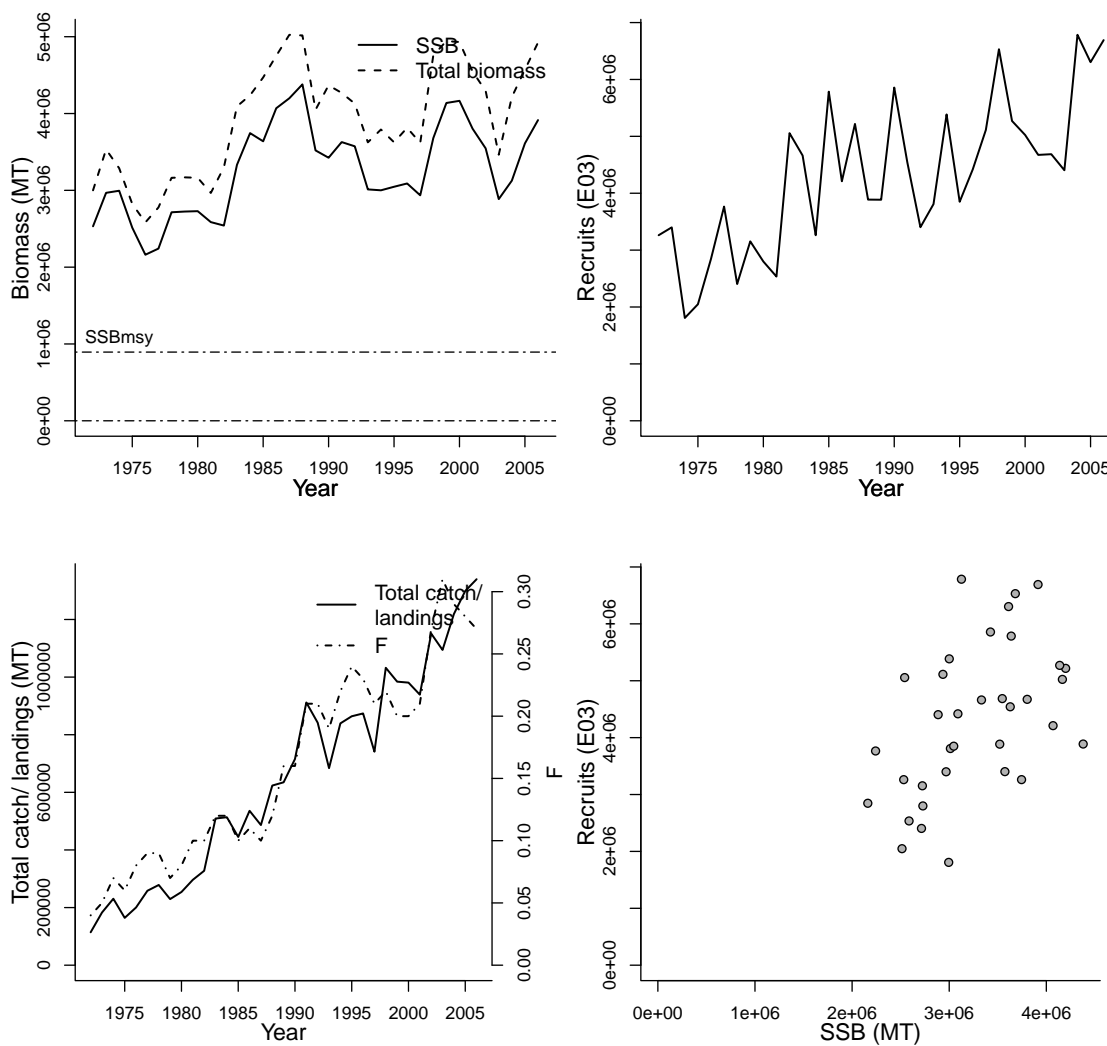 Biomass (MT)
0e+00 1e+06 2e+06 3e+06 4e+06 5e+06
SSB
Total biomass
SSBmsy
1975 1980 1985 1990 1995 2000 2005
Year
Recruits (E03)
0e+00 2e+06 4e+06 6e+06
1975 1980 1985 1990 1995 2000 2005
Year
Total catch/ landings (MT)
0 200000 600000 1000000
Total catch/
landings
F
0.00 0.05 0.10 0.15 0.20 0.25 0.30
F
1975 1980 1985 1990 1995 2000 2005
Year
Recruits (E03)
0e+00 2e+06 4e+06 6e+06
0e+00 2e+06 3e+06 4e+06
SSB (MT)